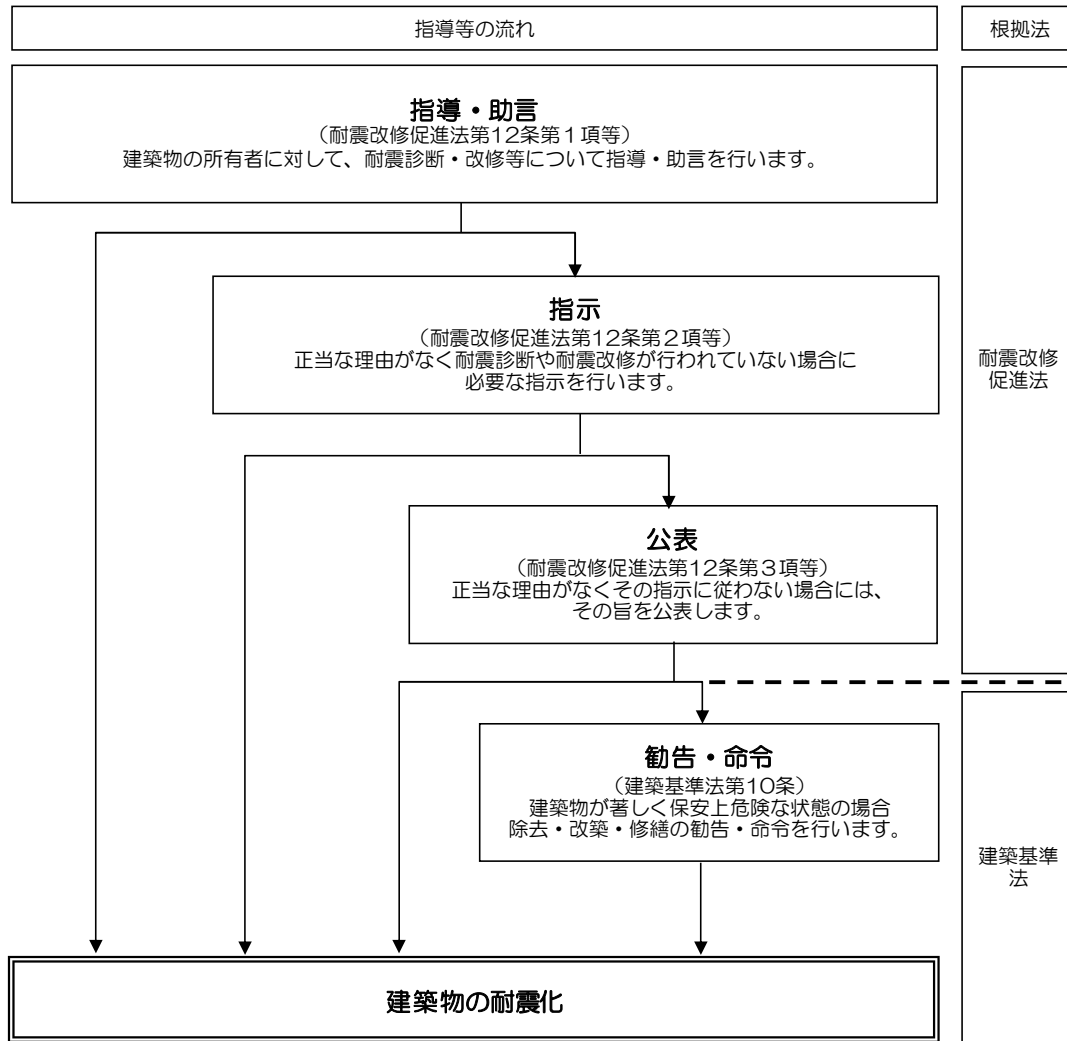 指導等の流れ
根拠法
指導・助言
（耐震改修促進法第12条第１項等）
建築物の所有者に対して、耐震診断・改修等について指導・助言を行います。
指示
（耐震改修促進法第12条第２項等）
正当な理由がなく耐震診断や耐震改修が行われていない場合に
必要な指示を行います。
耐震改修
促進法
公表
（耐震改修促進法第12条第３項等）
正当な理由がなくその指示に従わない場合には、
その旨を公表します。
勧告・命令
（建築基準法第10条）
建築物が著しく保安上危険な状態の場合
除去・改築・修繕の勧告・命令を行います。
建築基準
法
建築物の耐震化